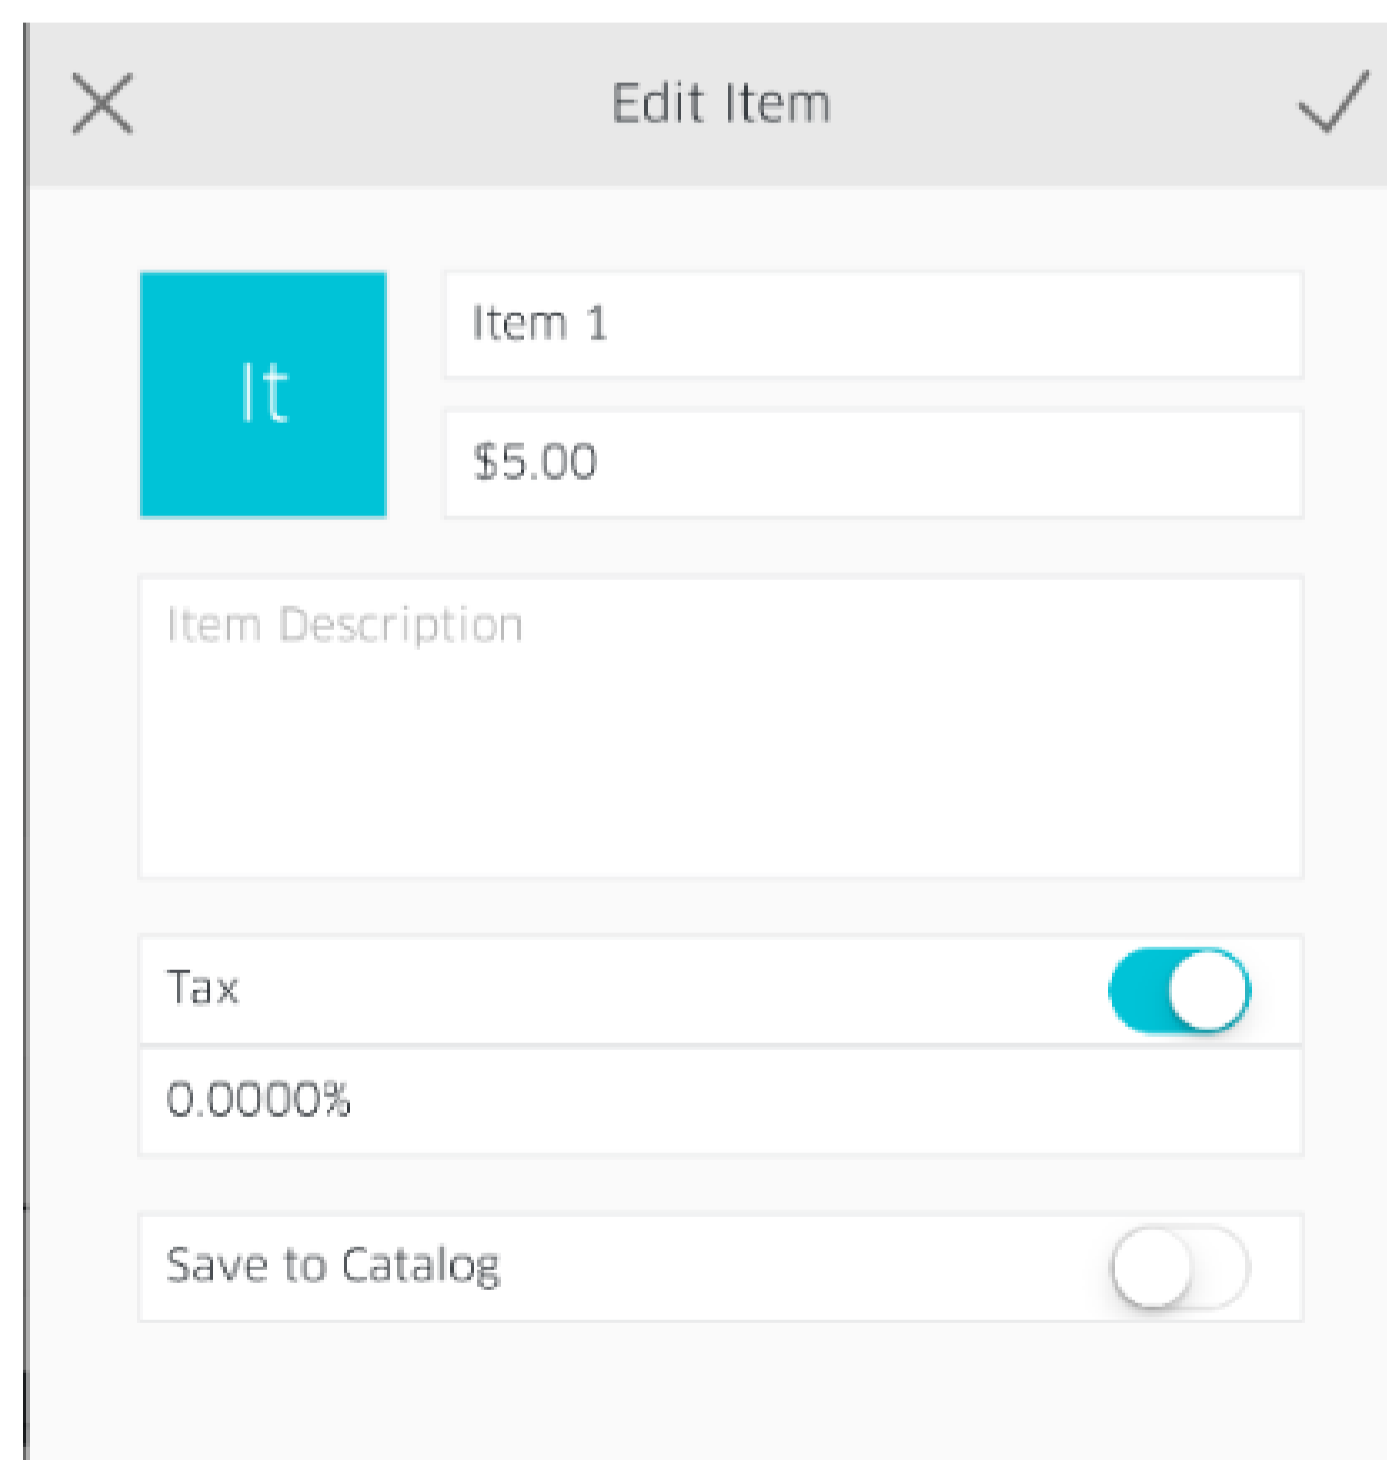 Edit Item
It
Item 1
$5.00
Item Description
Tax
0.0000%
Save to Catalog